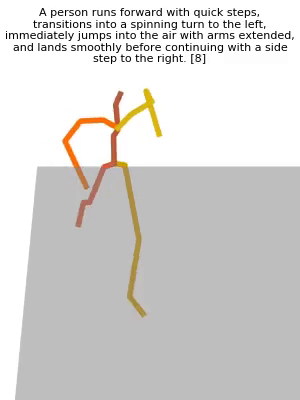 A person runs forward with quick steps,
transitions into a spinning turn to the left,
immediately jumps into the air with arms extended,
and lands smoothly before continuing with a side
step to the right. [8]